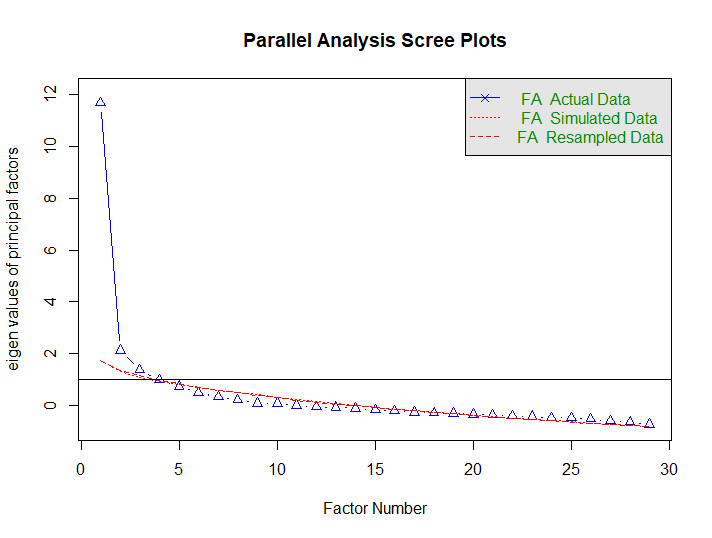 Parallel Analysis Scree Plots
eigen values of principal factors
12
10
8
6
4
2
0
FA Actual Data
FA Simulated Data
FA Resampled Data
0 5 10 15 20 25 30
Factor Number